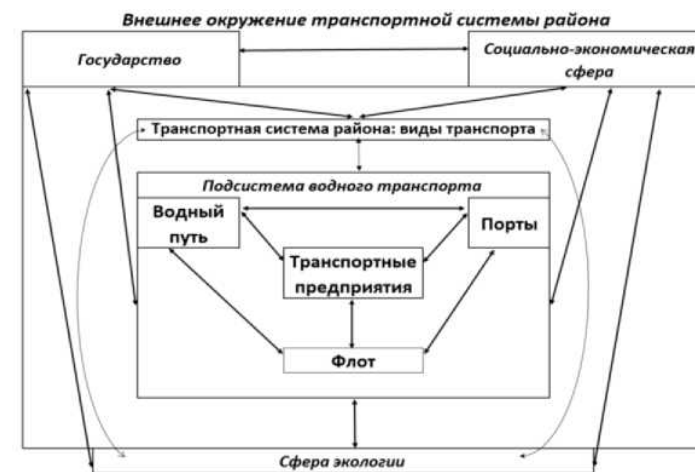 Внешнее окружение транспортной системы района
Государство
Социально-экономическая
сфера
Транспортная система района: виды транспорта
Подсистема водного транспорта
Водный
путь
Порты
Транспортные
предприятия
Флот
Сфера экологии